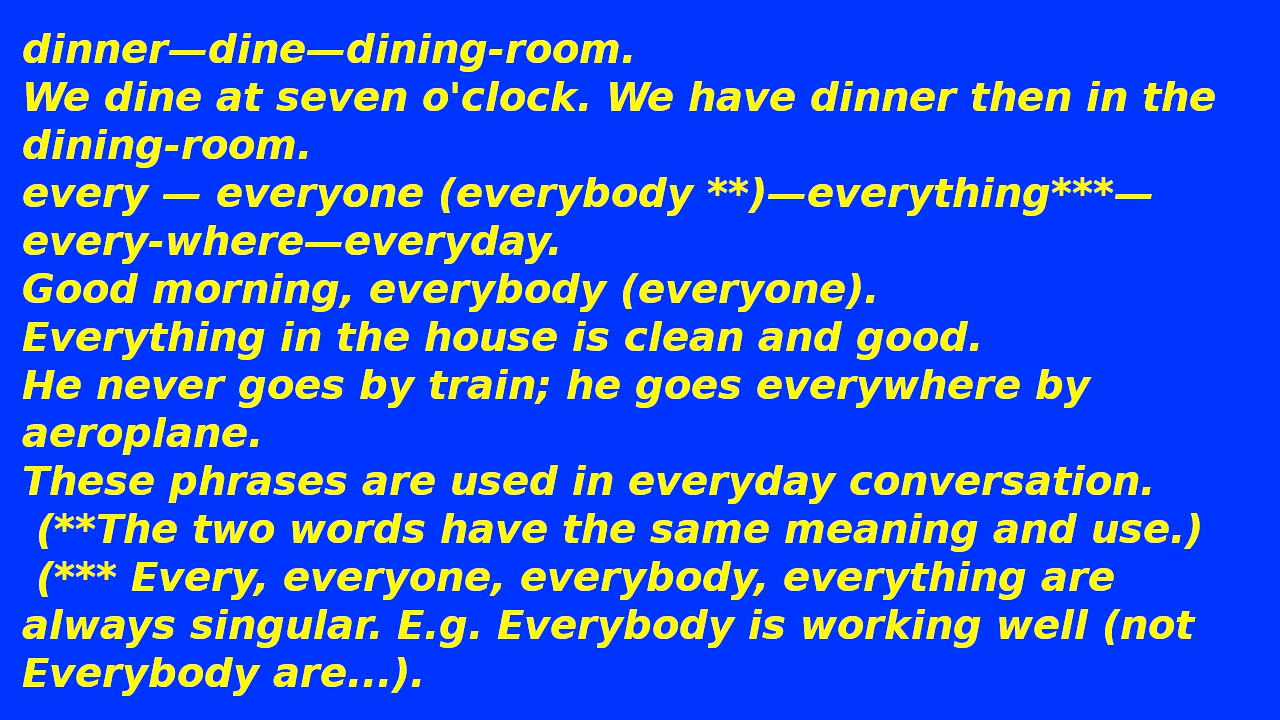 dinner—dine—dining-room.
We dine at seven o'clock. We have dinner then in the
dining-room.
every — everyone (everybody **)—everything***—
every-where—everyday.
Good morning, everybody (everyone).
Everything in the house is clean and good.
He never goes by train; he goes everywhere by
aeroplane.
These phrases are used in everyday conversation.
(**The two words have the same meaning and use.)
(*** Every, everyone, everybody, everything are
always singular. E.g. Everybody is working well (not
Everybody are...).